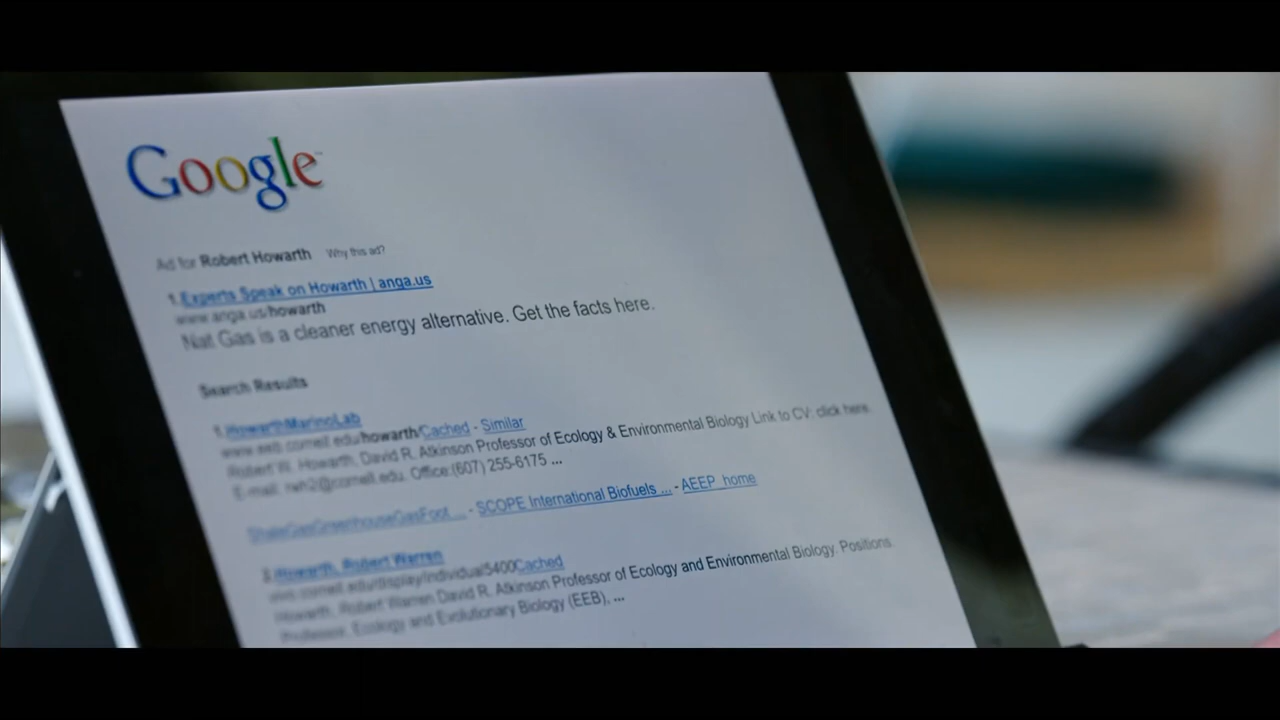 Google™
Ad for Robert Howarth Why this ad?
1. Experts Speak on Howarth | anga.us
www.anga.us/howarth
Nat Gas is a cleaner energy alternative. Get the facts here.
Search Results
1. HowarthMarinoLab
www.eeb.cornell.edu/howarth/Cached - Similar
Robert W. Howarth, David R. Atkinson Professor of Ecology & Environmental Biology Link to CV: click here.
E-mail: rwh2@cornell.edu. Office:(607) 255-6175 ...
ShaleGasGreenhouseGasFoot ... - SCOPE International Biofuels ... - AEEP_home
2. Howarth, Robert Warren
vivo.cornell.edu/display/individual5400Cached
Howarth, Robert Warren David R. Atkinson Professor of Ecology and Environmental Biology. Positions.
Professor, Ecology and Evolutionary Biology (EEB), ...